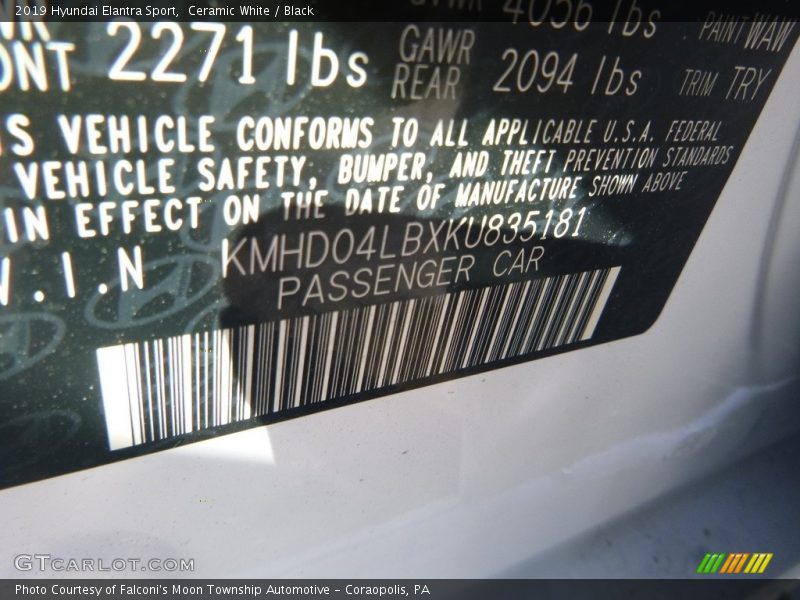 2019 Hyundai Elantra Sport, Ceramic White / Black
4056 lbs
PAINT WAW
ONT 2271 lbs GAWR REAR 2094 lbs TRIM TRY
S VEHICLE CONFORMS TO ALL APPLICABLE U.S.A. FEDERAL
VEHICLE SAFETY, BUMPER, AND THEFT PREVENTION STANDARDS
IN EFFECT ON THE DATE OF MANUFACTURE SHOWN ABOVE
V.I.N KMHD04LBXKU835181
PASSENGER CAR
GTCARLOT.COM
Photo Courtesy of Falconi's Moon Township Automotive – Coraopolis, PA